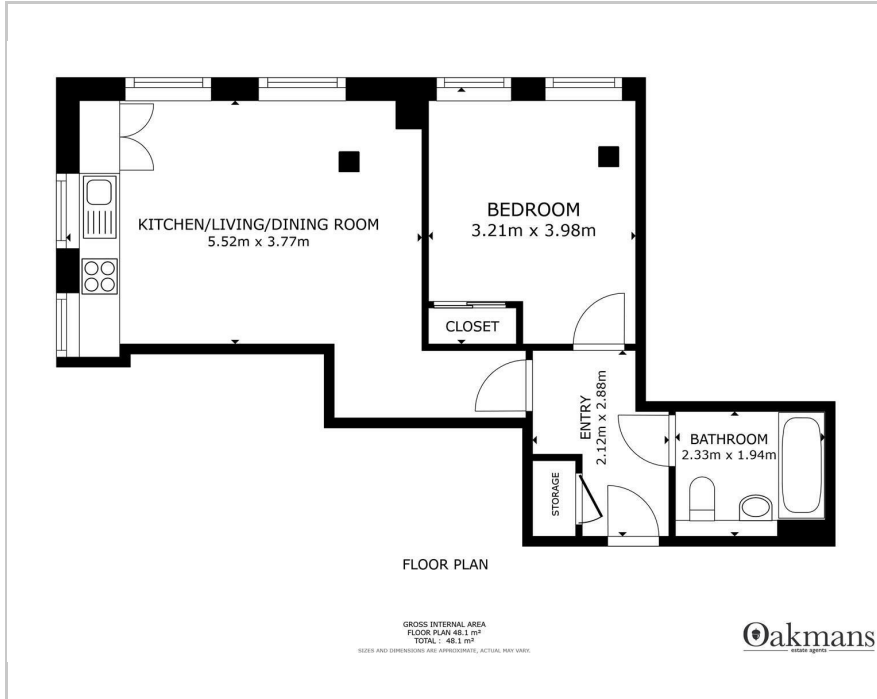 KITCHEN/LIVING/DINING ROOM
5.52m x 3.77m
BEDROOM
3.21m x 3.98m
CLOSET
ENTRY
2.12m x 2.88m
BATHROOM
2.33m x 1.94m
STORAGE
FLOOR PLAN
GROSS INTERNAL AREA
FLOOR PLAN 48.1 m²
TOTAL : 48.1 m²
SIZES AND DIMENSIONS ARE APPROXIMATE, ACTUAL MAY VARY.
Oakmans
estate agents